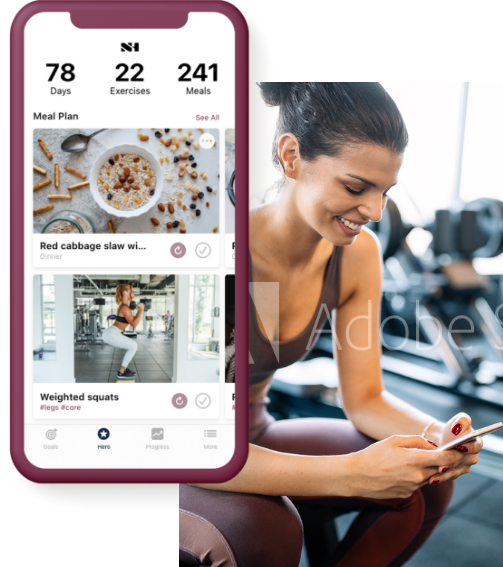 NH
78 22 241
Days Exercises Meals
Meal Plan See All
Red cabbage slaw wi...
Dinner
Weighted squats
#legs #core
Goals Hero Progress More
Adobe S